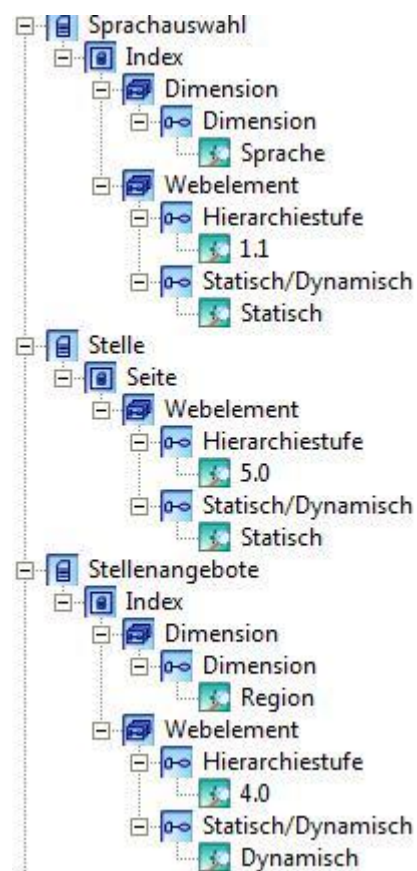 Sprachauswahl
Index
Dimension
Dimension
Sprache
Webelement
Hierarchiestufe
1.1
Statisch/Dynamisch
Statisch
Stelle
Seite
Webelement
Hierarchiestufe
5.0
Statisch/Dynamisch
Statisch
Stellenangebote
Index
Dimension
Dimension
Region
Webelement
Hierarchiestufe
4.0
Statisch/Dynamisch
Dynamisch